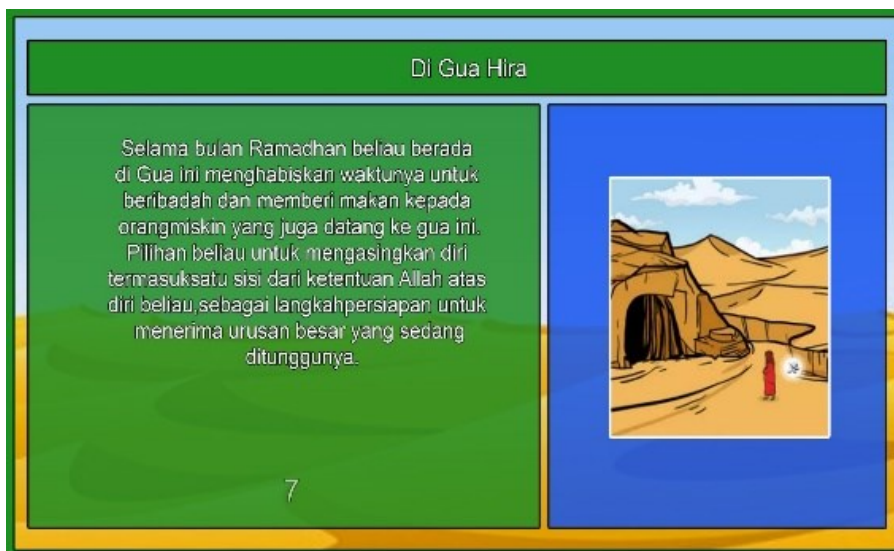 Di Gua Hira
Selama bulan Ramadhan beliau berada
di Gua ini menghabiskan waktunya untuk
beribadah dan memberi makan kepada
orangmiskin yang juga datang ke gua ini.
Pilihan beliau untuk mengasingkan diri
termasuksatu sisi dari ketentuan Allah atas
diri beliau,sebagai langkahpersiapan untuk
menerima urusan besar yang sedang
ditunggunya.
7